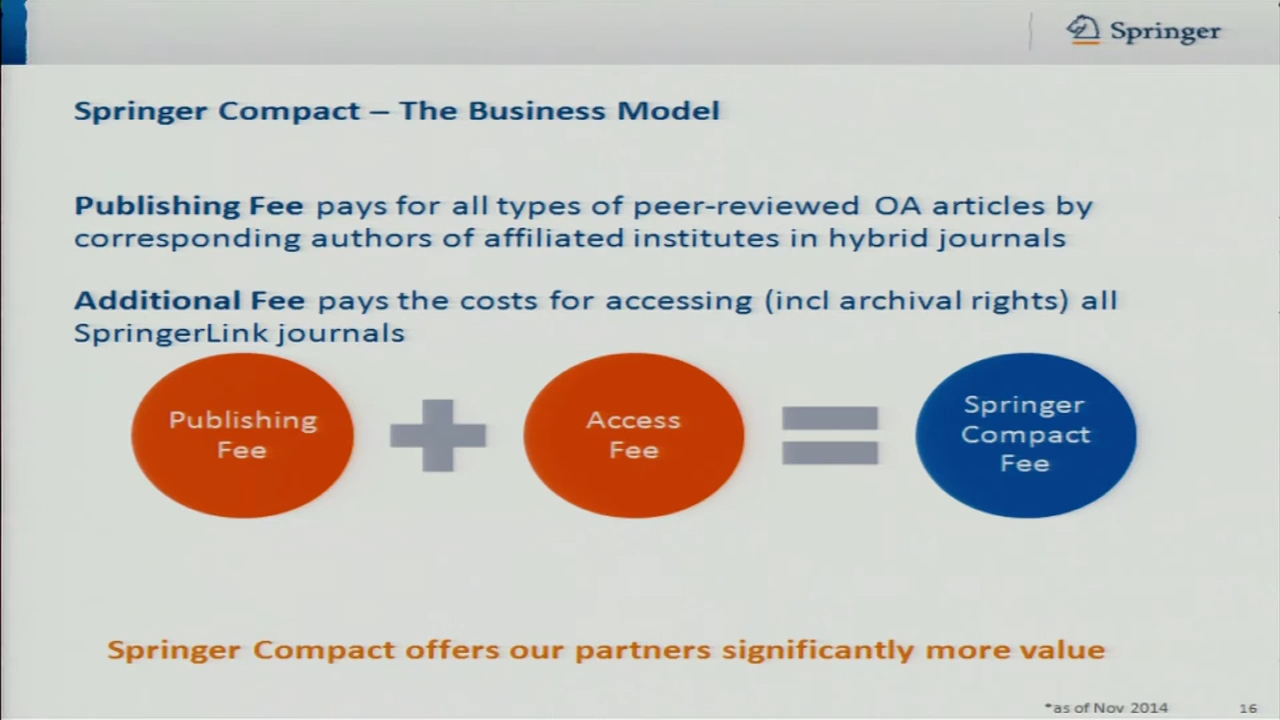 Springer
Springer Compact – The Business Model
Publishing Fee pays for all types of peer-reviewed OA articles by
corresponding authors of affiliated institutes in hybrid journals
Additional Fee pays the costs for accessing (incl archival rights) all
SpringerLink journals
Publishing
Fee
Access
Fee
Springer
Compact
Fee
Springer Compact offers our partners significantly more value
*as of Nov 2014
16